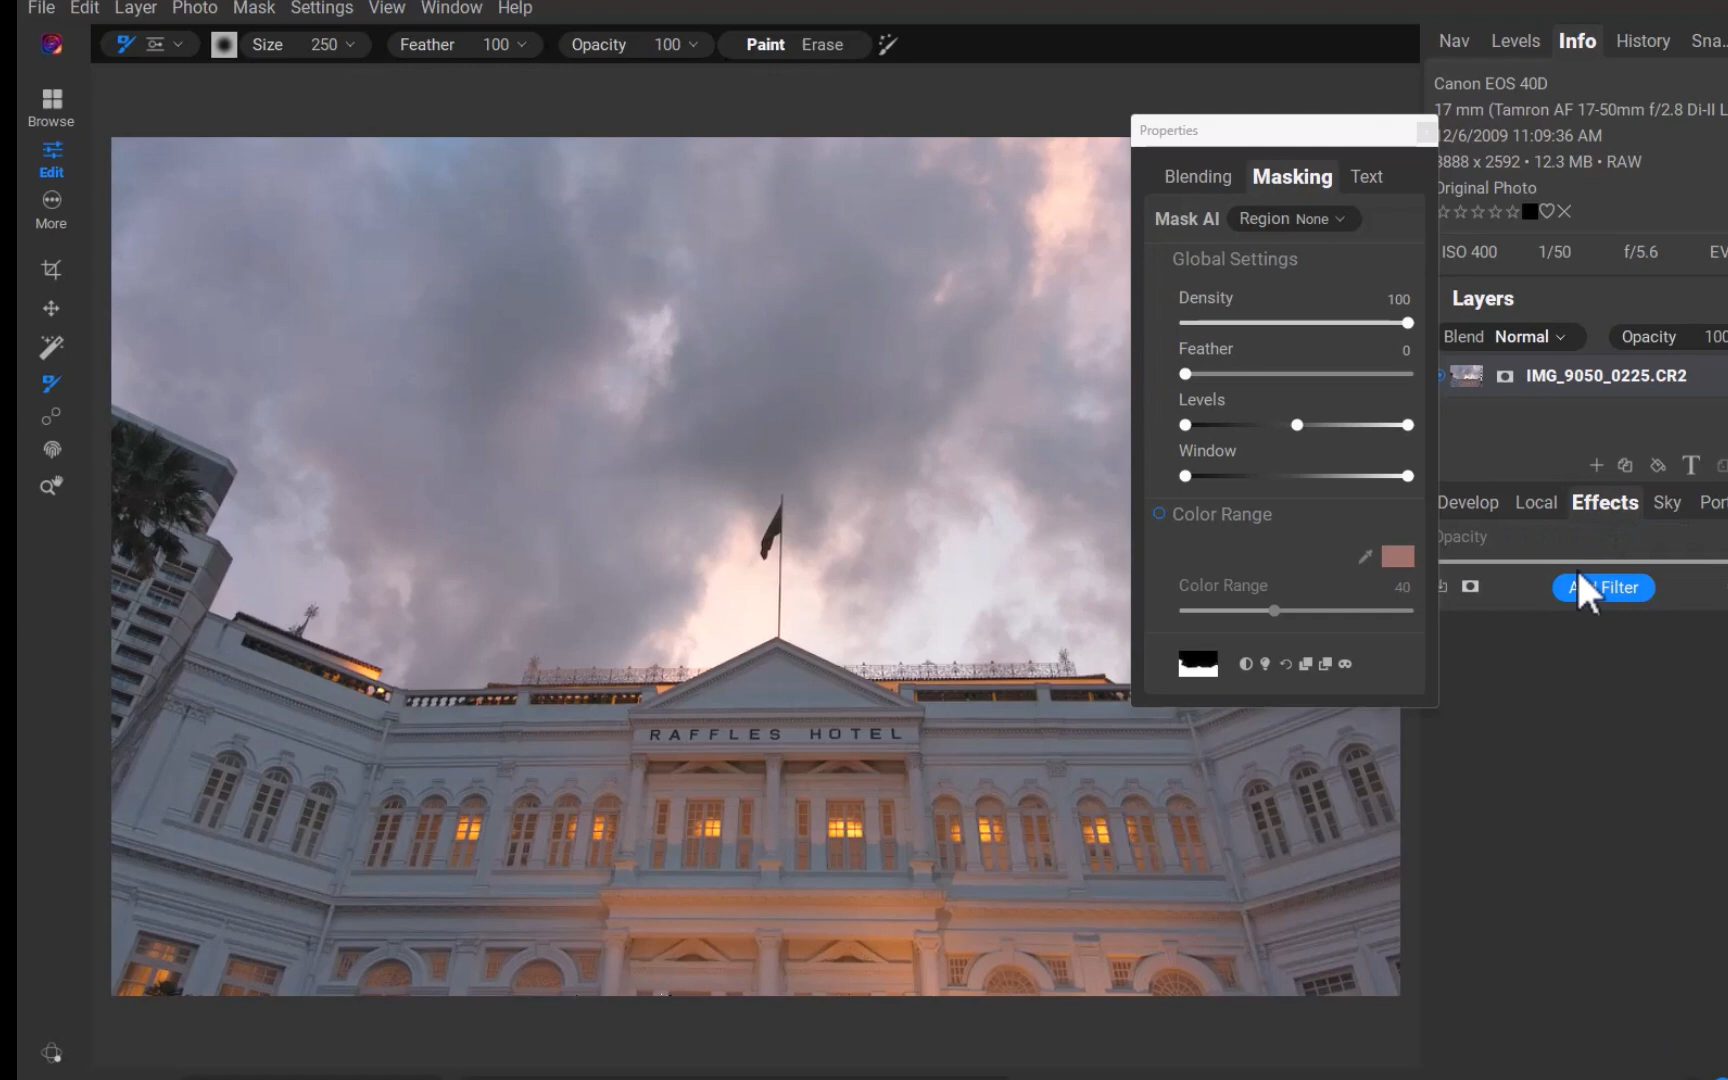 File Edit Layer Photo Mask Settings View Window Help
Size 250 Feather 100 Opacity 100 Paint Erase
Nav Levels Info History Sna..
Browse
Edit
More
Canon EOS 40D
17 mm (Tamron AF 17-50mm f/2.8 Di-II L
12/6/2009 11:09:36 AM
3888 x 2592 • 12.3 MB • RAW
Original Photo
ISO 400 1/50 f/5.6 EV
Layers
Blend Normal Opacity 100
IMG_9050_0225.CR2
T
Develop Local Effects Sky Por
Opacity
Filter
Properties
Blending Masking Text
Mask AI Region None
Global Settings
Density 100
Feather 0
Levels
Window
Color Range
Color Range 40
RAFFLES HOTEL